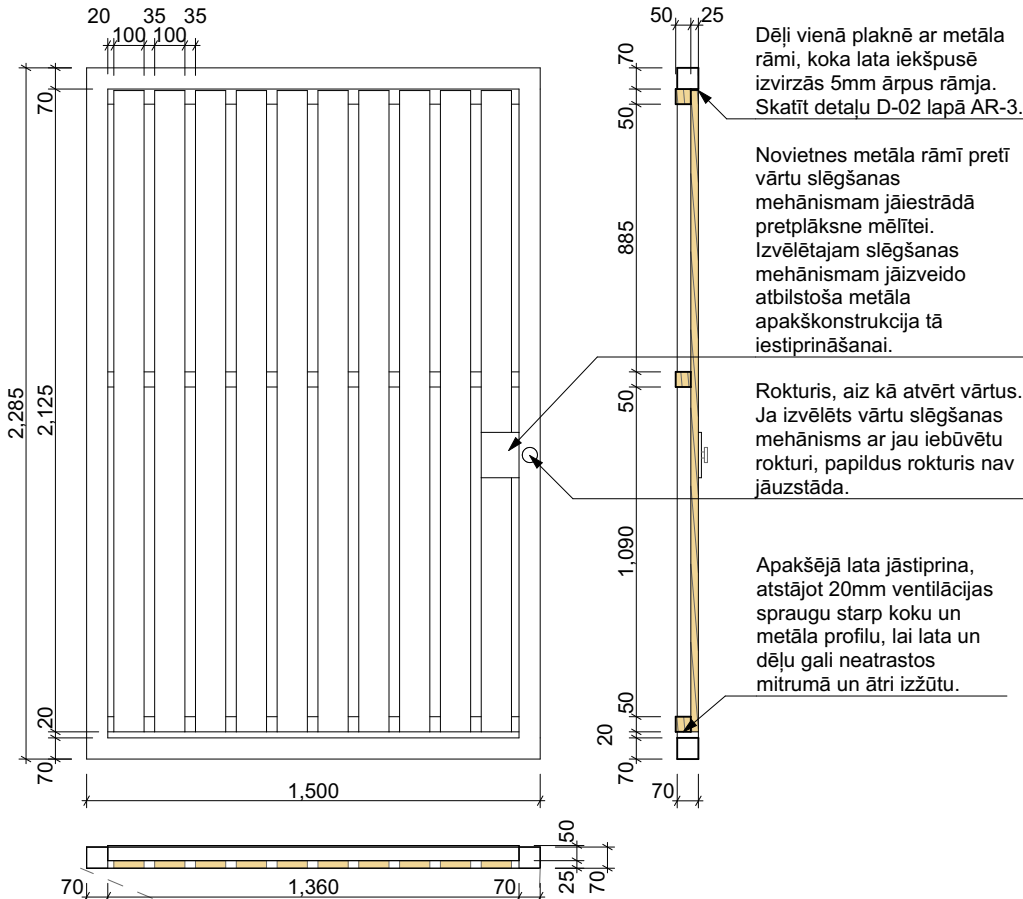 20 35 35
100 100
70
2,285
2,125
20
70
1,500
70 1,360 70
50
25
70
50 25
70
50
885
50
1,090
50
20
70
70
Dēļi vienā plaknē ar metāla
rāmi, koka lata iekšpusē
izvirzās 5mm ārpus rāmja.
Skatīt detaļu D-02 lapā AR-3.
Novietnes metāla rāmī pretī
vārtu slēgšanas
mehānismam jāiestrādā
pretplāksne mēlītei.
Izvēlētajam slēgšanas
mehānismam jāizveido
atbilstoša metāla
apakškonstrukcija tā
iestiprināšanai.
Rokturis, aiz kā atvērt vārtus.
Ja izvēlēts vārtu slēgšanas
mehānisms ar jau iebūvētu
rokturi, papildus rokturis nav
jāuzstāda.
Apakšējā lata jāstiprina,
atstājot 20mm ventilācijas
spraugu starp koku un
metāla profilu, lai lata un
dēļu gali neatrastos
mitrumā un ātri izžūtu.